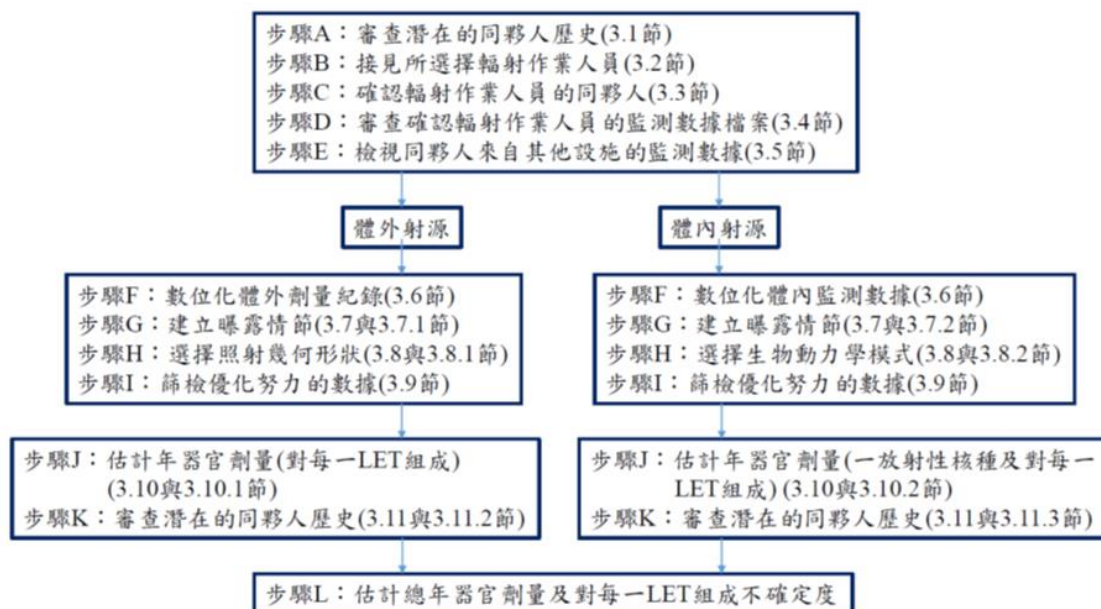 步驟A：審查潛在的同夥人歷史(3.1節)
步驟B：接見所選擇輻射作業人員(3.2節)
步驟C：確認輻射作業人員的同夥人(3.3節)
步驟D：審查確認輻射作業人員的監測數據檔案(3.4節)
步驟E：檢視同夥人來自其他設施的監測數據(3.5節)
體外射源
體內射源
步驟F：數位化體外劑量紀錄(3.6節)
步驟G：建立曝露情節(3.7與3.7.1節)
步驟H：選擇照射幾何形狀(3.8與3.8.1節)
步驟I：篩檢優化努力的數據(3.9節)
步驟F：數位化體內監測數據(3.6節)
步驟G：建立曝露情節(3.7與3.7.2節)
步驟H：選擇生物動力學模式(3.8與3.8.2節)
步驟I：篩檢優化努力的數據(3.9節)
步驟J：估計年器官劑量(對每一LET組成)
(3.10與3.10.1節)
步驟K：審查潛在的同夥人歷史(3.11與3.11.2節)
步驟J：估計年器官劑量(一放射性核種及對每一
LET組成) (3.10與3.10.2節)
步驟K：審查潛在的同夥人歷史(3.11與3.11.3節)
步驟L：估計總年器官劑量及對每一LET組成不確定度